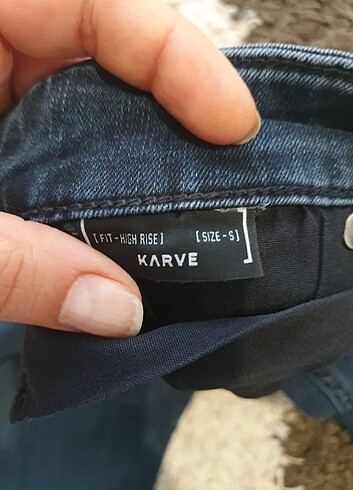 [FIT-HIGH RISE] [SIZE-S]
KARVE